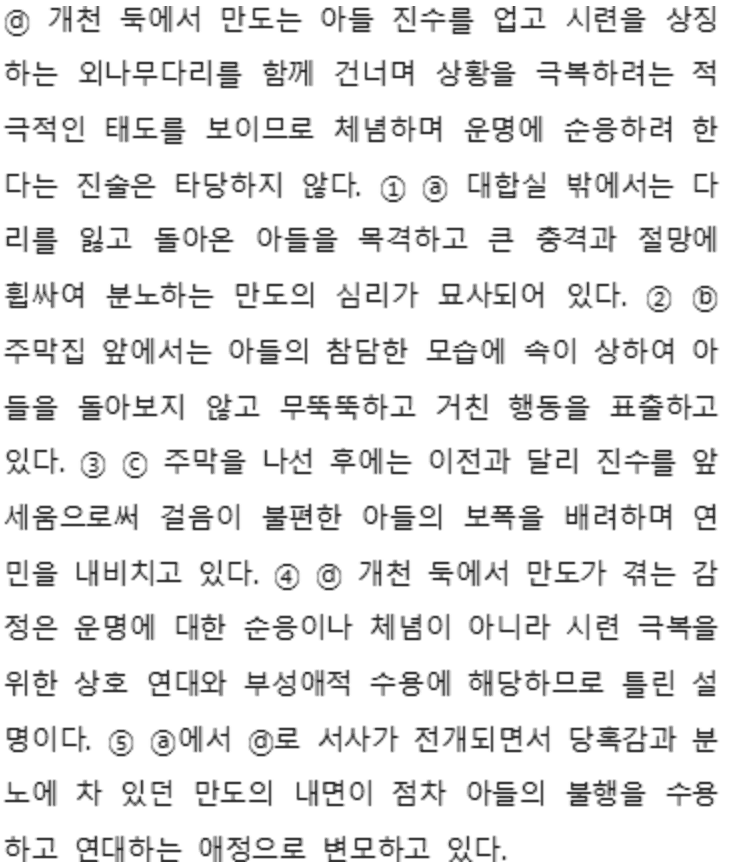 ⓓ 개천 둑에서 만도는 아들 진수를 업고 시련을 상징
하는 외나무다리를 함께 건너며 상황을 극복하려는 적
극적인 태도를 보이므로 체념하며 운명에 순응하려 한
다는 진술은 타당하지 않다. ① ⓐ 대합실 밖에서는 다
리를 잃고 돌아온 아들을 목격하고 큰 충격과 절망에
휩싸여 분노하는 만도의 심리가 묘사되어 있다. ② ⓑ
주막집 앞에서는 아들의 참담한 모습에 속이 상하여 아
들을 돌아보지 않고 무뚝뚝하고 거친 행동을 표출하고
있다. ③ ⓒ 주막을 나선 후에는 이전과 달리 진수를 앞
세움으로써 걸음이 불편한 아들의 보폭을 배려하며 연
민을 내비치고 있다. ④ ⓓ 개천 둑에서 만도가 겪는 감
정은 운명에 대한 순응이나 체념이 아니라 시련 극복을
위한 상호 연대와 부성애적 수용에 해당하므로 틀린 설
명이다. ⑤ ⓐ에서 ⓓ로 서사가 전개되면서 당혹감과 분
노에 차 있던 만도의 내면이 점차 아들의 불행을 수용
하고 연대하는 애정으로 변모하고 있다.